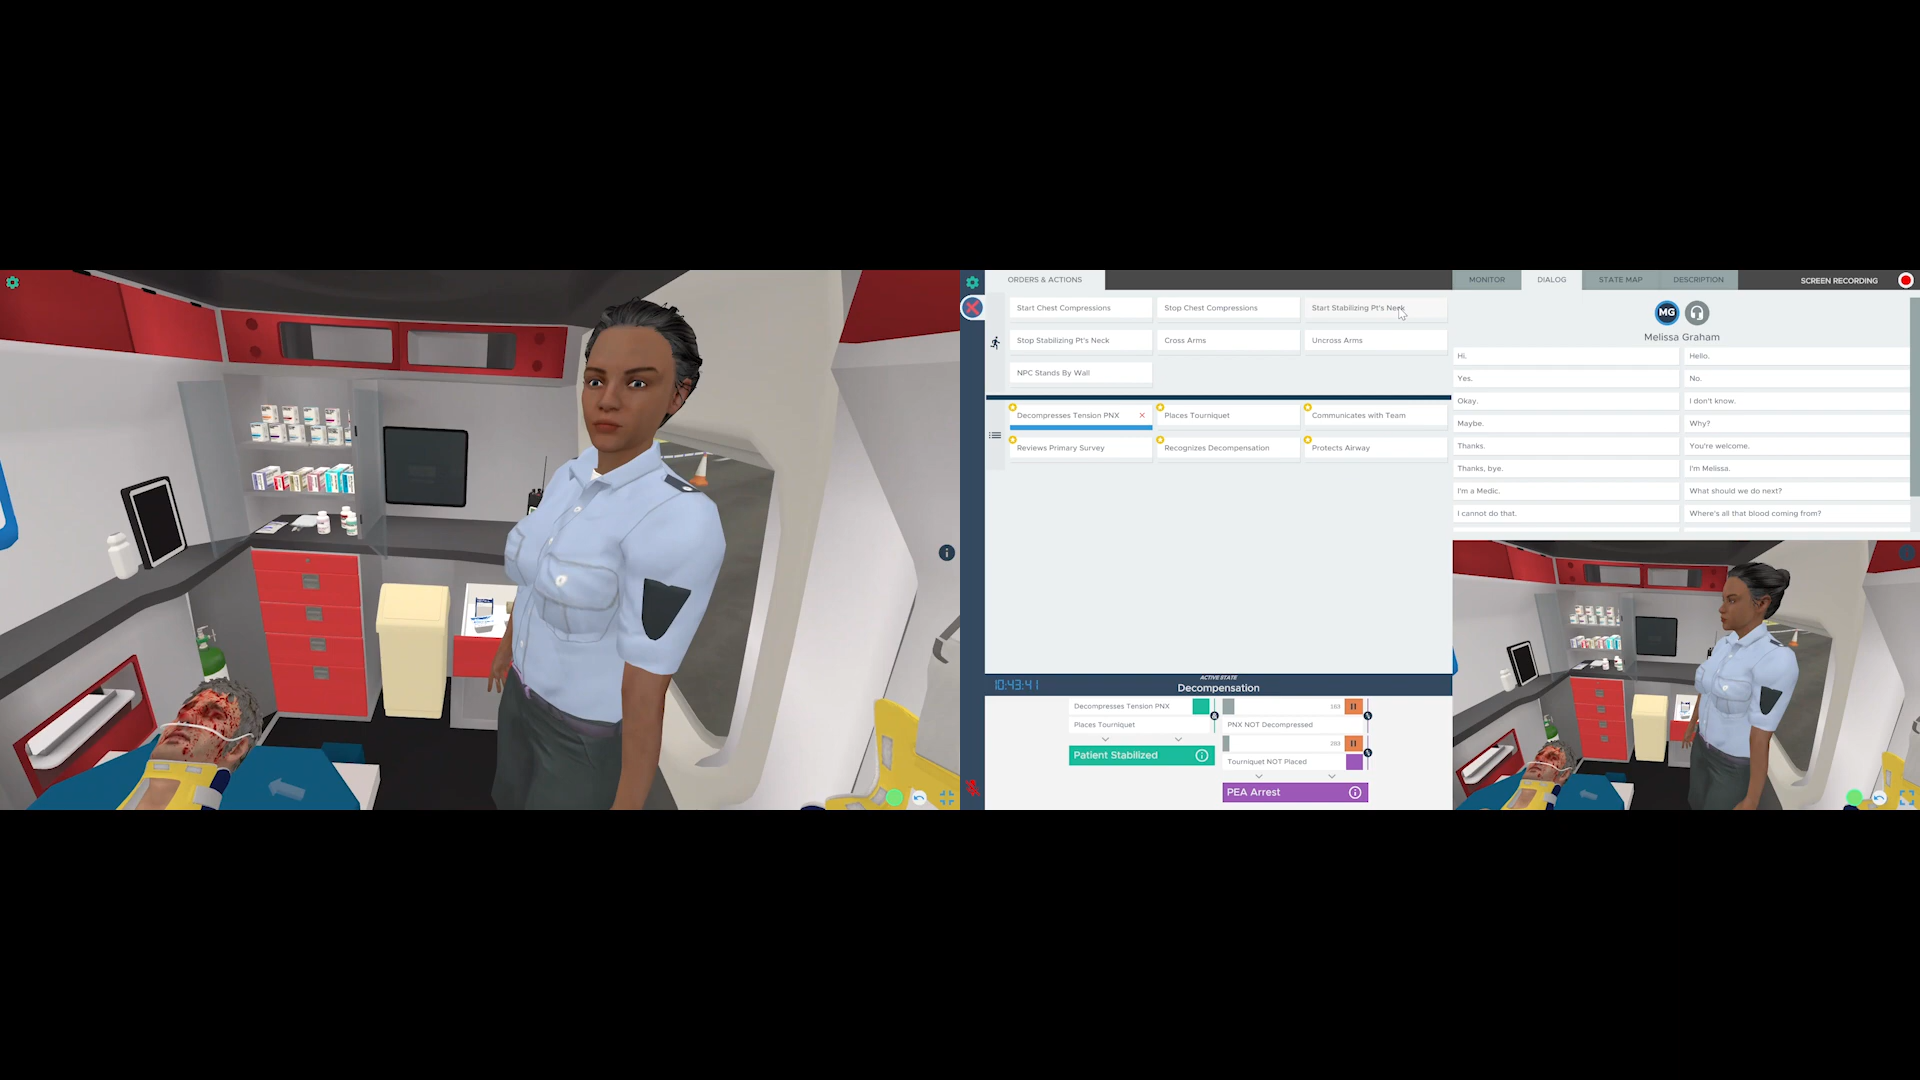 ORDERS & ACTIONS
MONITOR
DIALOG
STATE MAP
DESCRIPTION
SCREEN RECORDING
Start Chest Compressions
Stop Chest Compressions
Start Stabilizing Pt's Neck
Stop Stabilizing Pt's Neck
Cross Arms
Uncross Arms
NPC Stands By Wall
Decompresses Tension PNX
Places Tourniquet
Communicates with Team
Reviews Primary Survey
Recognizes Decompensation
Protects Airway
MG
Melissa Graham
Hi.
Hello.
Yes.
No.
Okay.
I don't know.
Maybe.
Why?
Thanks.
You're welcome.
Thanks, bye.
I'm Melissa.
I'm a Medic.
What should we do next?
I cannot do that.
Where's all that blood coming from?
10:43:41
ACTIVE STATE
Decompensation
Decompresses Tension PNX
Places Tourniquet
Patient Stabilized
163
PNX NOT Decompressed
283
Tourniquet NOT Placed
PEA Arrest